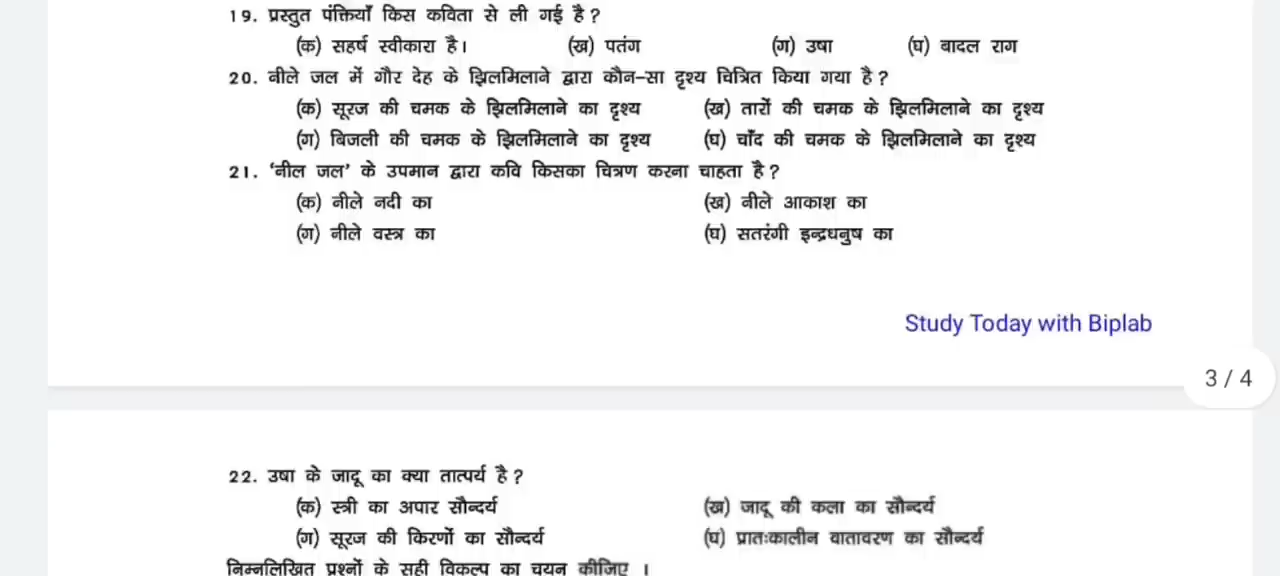 19. प्रस्तुत पंक्तियाँ किस कविता से ली गई है?
(क) सहर्ष स्वीकारा है। (ख) पतंग (ग) उषा (घ) बादल राग
20. नीले जल में गौर देह के झिलमिलाने द्वारा कौन-सा दृश्य चित्रित किया गया है?
(क) सूरज की चमक के झिलमिलाने का दृश्य (ख) तारों की चमक के झिलमिलाने का दृश्य
(ग) बिजली की चमक के झिलमिलाने का दृश्य (घ) चाँद की चमक के झिलमिलाने का दृश्य
21. 'नील जल' के उपमान द्वारा कवि किसका चित्रण करना चाहता है?
(क) नीले नदी का (ख) नीले आकाश का
(ग) नीले वस्त्र का (घ) सतरंगी इन्द्रधनुष का
Study Today with Biplab
3 / 4
22. उषा के जादू का क्या तात्पर्य है?
(क) स्त्री का अपार सौन्दर्य (ख) जादू की कला का सौन्दर्य
(ग) सूरज की किरणों का सौन्दर्य (घ) प्रातःकालीन वातावरण का सौन्दर्य
निम्नलिखित प्रश्नों के सही विकल्प का चयन कीजिए ।